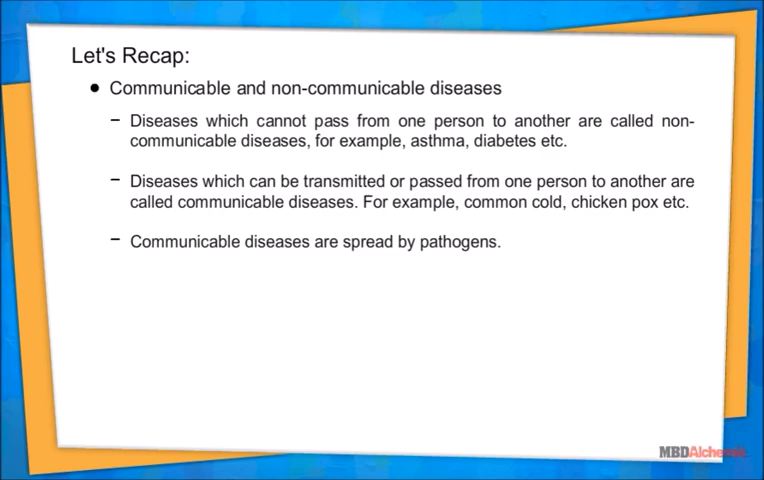 Let's Recap:
● Communicable and non-communicable diseases
– Diseases which cannot pass from one person to another are called non-
communicable diseases, for example, asthma, diabetes etc.
– Diseases which can be transmitted or passed from one person to another are
called communicable diseases. For example, common cold, chicken pox etc.
– Communicable diseases are spread by pathogens.